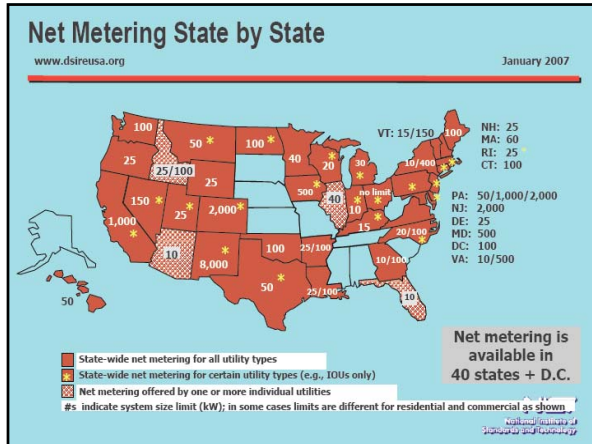 Net Metering State by State
www.dsireusa.org January 2007
100
50 *
100 *
40
20
30
VT: 15/150
100
NH: 25
MA: 60
RI: 25 *
CT: 100
25
25/100
25
10/400
500
no limit
PA: 50/1,000/2,000
NJ: 2,000
DE: 25
MD: 500
DC: 100
VA: 10/500
150
25 *
2,000 *
40
10
15
1,000
10
8,000
100
25/100
20/100
50
50 *
25/100
10/100
10
State-wide net metering for all utility types
State-wide net metering for certain utility types (e.g., IOUs only)
Net metering offered by one or more individual utilities
#s indicate system size limit (kW); in some cases limits are different for residential and commercial as shown
Net metering is
available in
40 states + D.C.
National Institute of
Standards and Technology